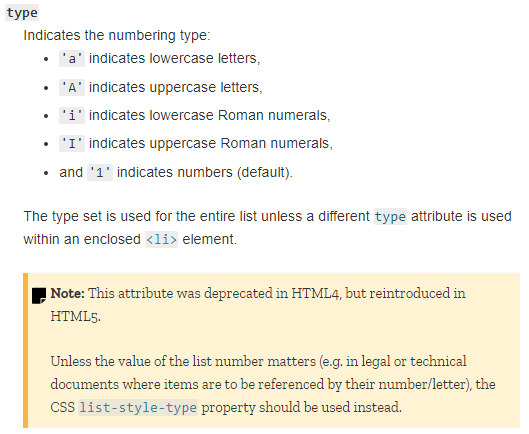 type
Indicates the numbering type:
• 'a' indicates lowercase letters,
• 'A' indicates uppercase letters,
• 'i' indicates lowercase Roman numerals,
• 'I' indicates uppercase Roman numerals,
• and '1' indicates numbers (default).
The type set is used for the entire list unless a different type attribute is used
within an enclosed <li> element.
Note: This attribute was deprecated in HTML4, but reintroduced in
HTML5.
Unless the value of the list number matters (e.g. in legal or technical
documents where items are to be referenced by their number/letter), the
CSS list-style-type property should be used instead.